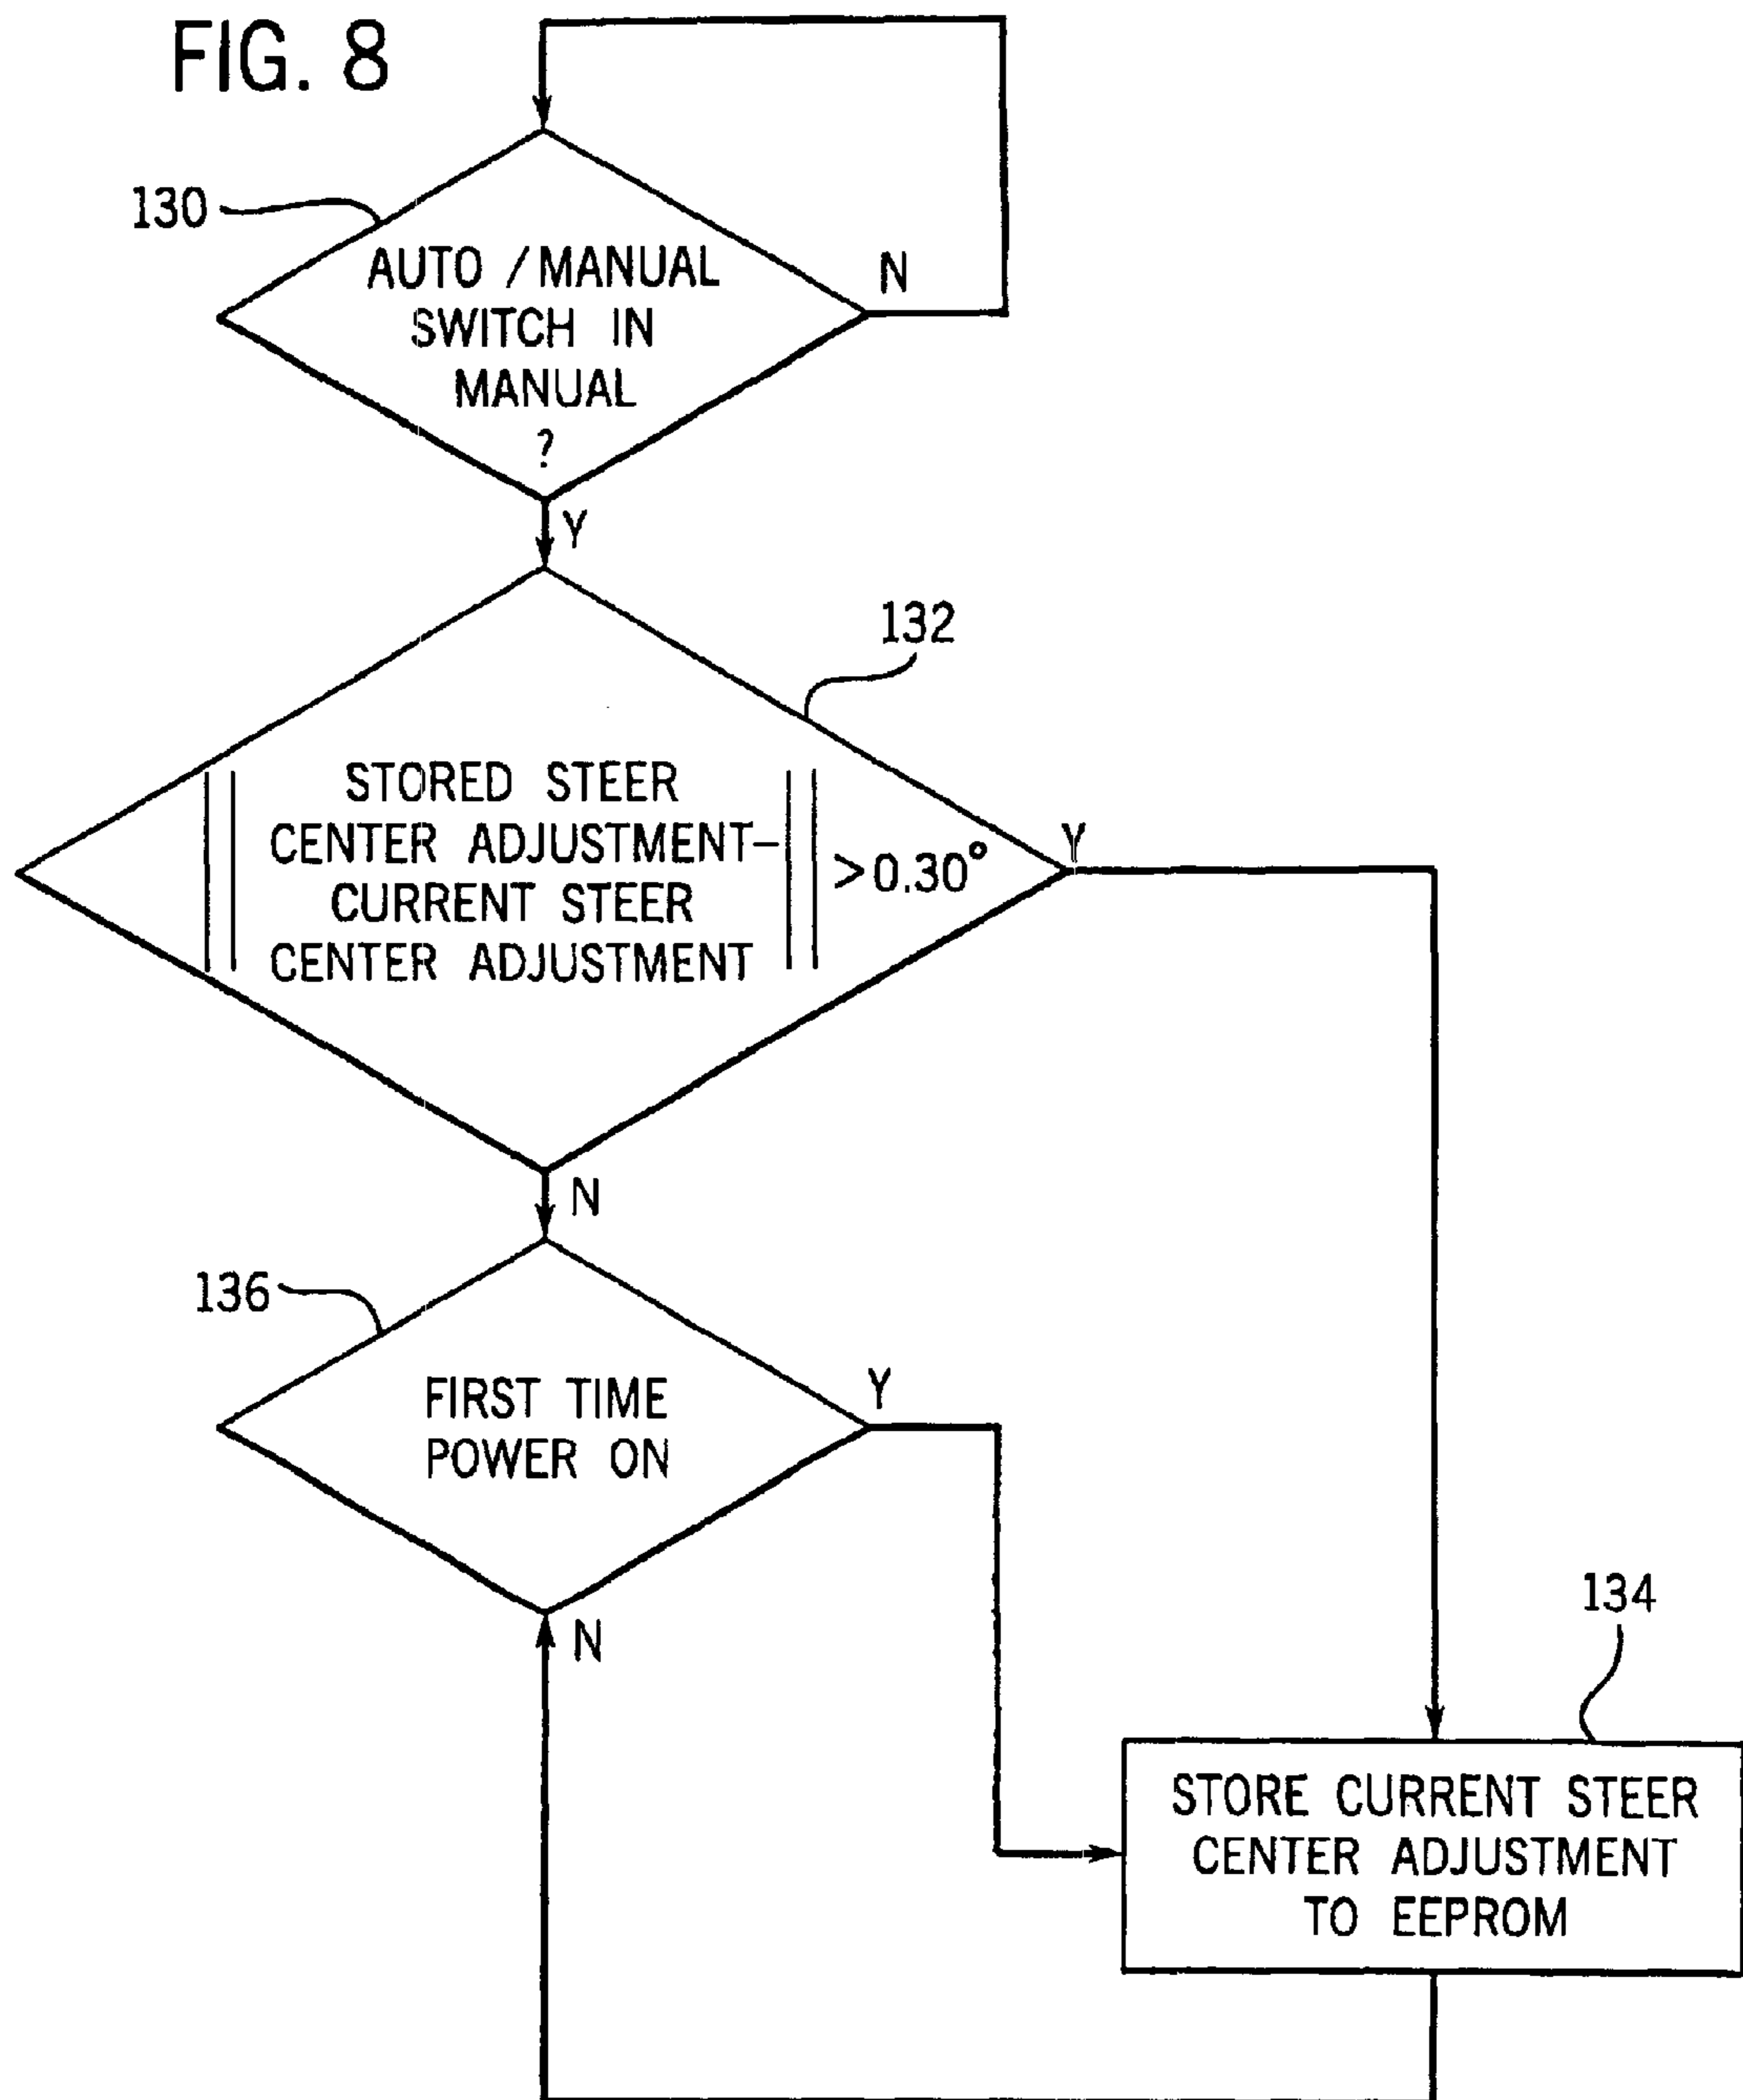 FIG. 8
130
AUTO / MANUAL
SWITCH IN
MANUAL
?
N
Y
132
STORED STEER
CENTER ADJUSTMENT-
CURRENT STEER
CENTER ADJUSTMENT
>0.30°
Y
N
136
FIRST TIME
POWER ON
Y
N
134
STORE CURRENT STEER
CENTER ADJUSTMENT
TO EEPROM